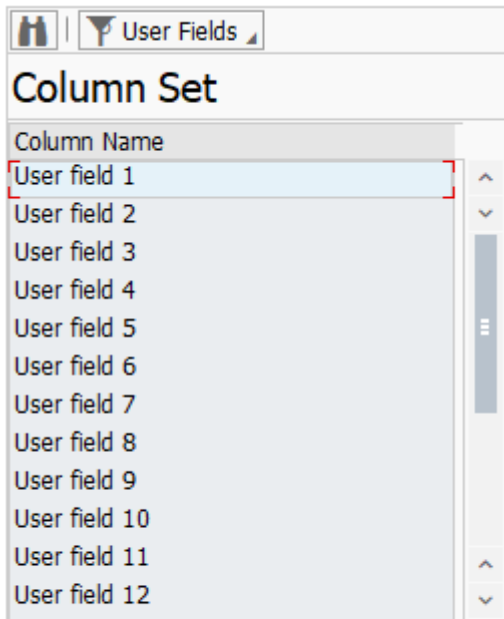 User Fields
Column Set
Column Name
User field 1
User field 2
User field 3
User field 4
User field 5
User field 6
User field 7
User field 8
User field 9
User field 10
User field 11
User field 12